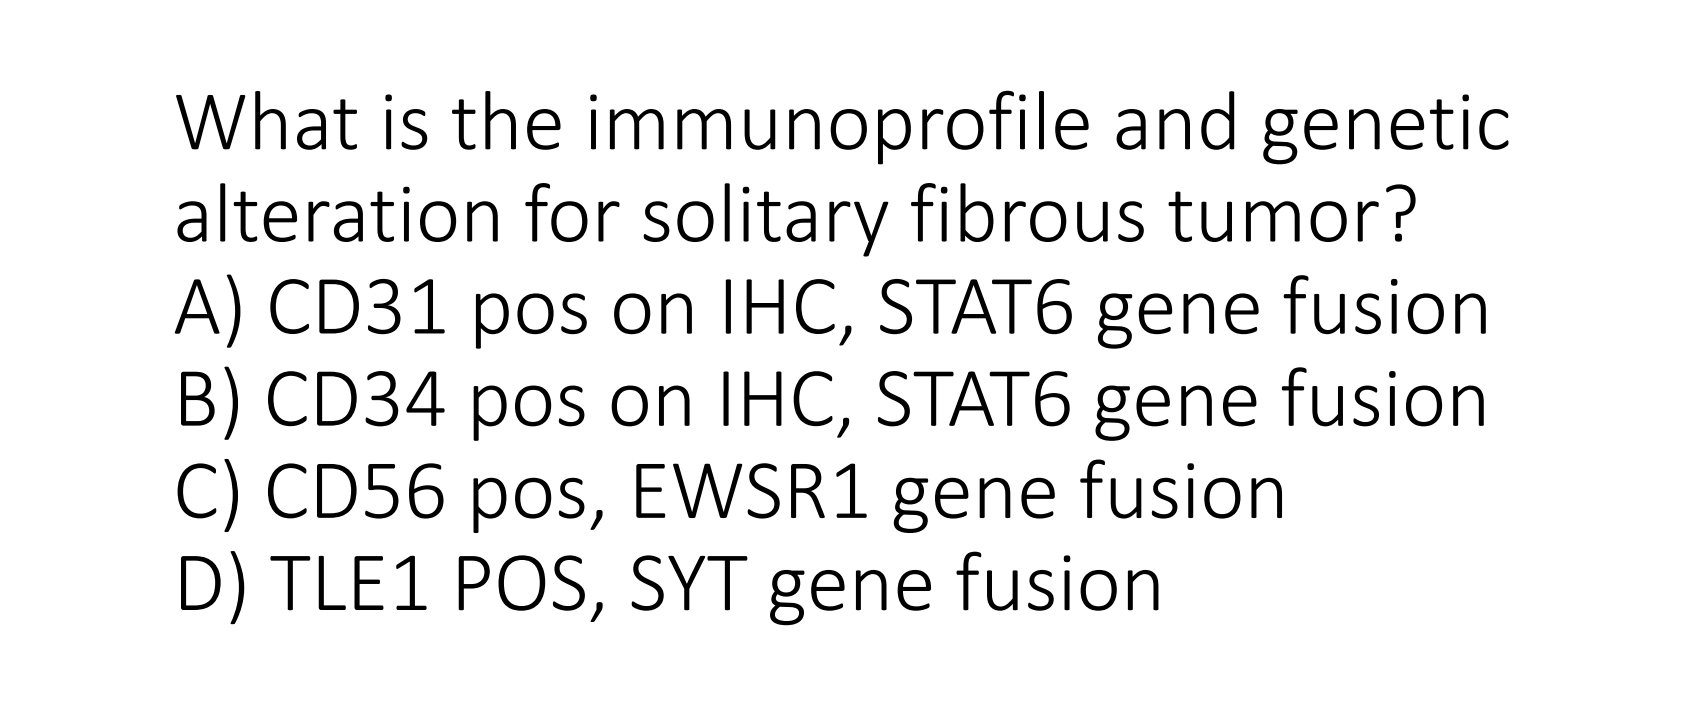 What is the immunoprofile and genetic
alteration for solitary fibrous tumor?
A) CD31 pos on IHC, STAT6 gene fusion
B) CD34 pos on IHC, STAT6 gene fusion
C) CD56 pos, EWSR1 gene fusion
D) TLE1 POS, SYT gene fusion